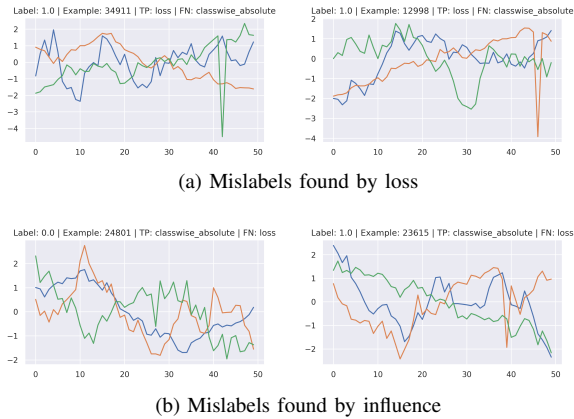 Label: 1.0 | Example: 34911 | TP: loss | FN: classwise_absolute
2
1
0
−1
−2
−3
−4
0 10 20 30 40 50
Label: 1.0 | Example: 12998 | TP: loss | FN: classwise_absolute
2
1
0
−1
−2
−3
−4
0 10 20 30 40 50
(a) Mislabels found by loss
Label: 0.0 | Example: 24801 | TP: classwise_absolute | FN: loss
2
1
0
−1
−2
0 10 20 30 40 50
Label: 1.0 | Example: 23615 | TP: classwise_absolute | FN: loss
2
1
0
−1
−2
0 10 20 30 40 50
(b) Mislabels found by influence